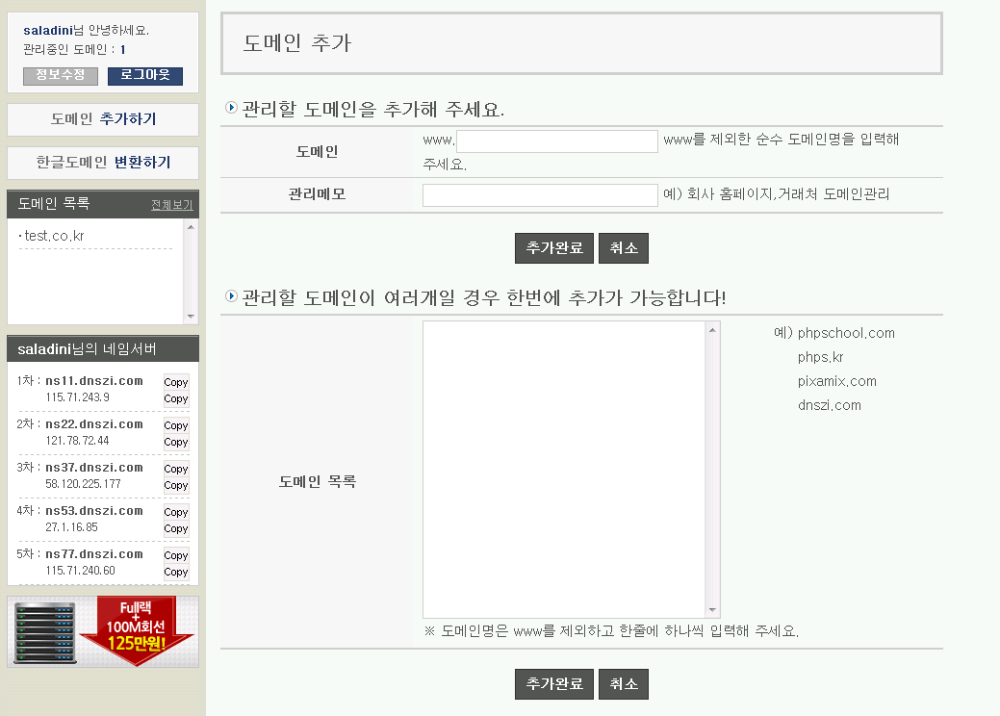 saladini님 안녕하세요.
관리중인 도메인 : 1
정보수정 로그아웃
도메인 추가하기
한글도메인 변환하기
도메인 목록 전체보기
·test.co.kr
saladini님의 네임서버
1차 : ns11.dnszi.com Copy
115.71.243.9 Copy
2차 : ns22.dnszi.com Copy
121.78.72.44 Copy
3차 : ns37.dnszi.com Copy
58.120.225.177 Copy
4차 : ns53.dnszi.com Copy
27.1.16.85 Copy
5차 : ns77.dnszi.com Copy
115.71.240.60 Copy
Full랙
+
100M회선
125만원!
도메인 추가
관리할 도메인을 추가해 주세요.
도메인 www. www를 제외한 순수 도메인명을 입력해
주세요.
관리메모 예) 회사 홈페이지,거래처 도메인관리
추가완료 취소
관리할 도메인이 여러개일 경우 한번에 추가가 가능합니다!
도메인 목록
예) phpschool.com
phps.kr
pixamix.com
dnszi.com
※ 도메인명은 www를 제외하고 한줄에 하나씩 입력해 주세요.
추가완료 취소